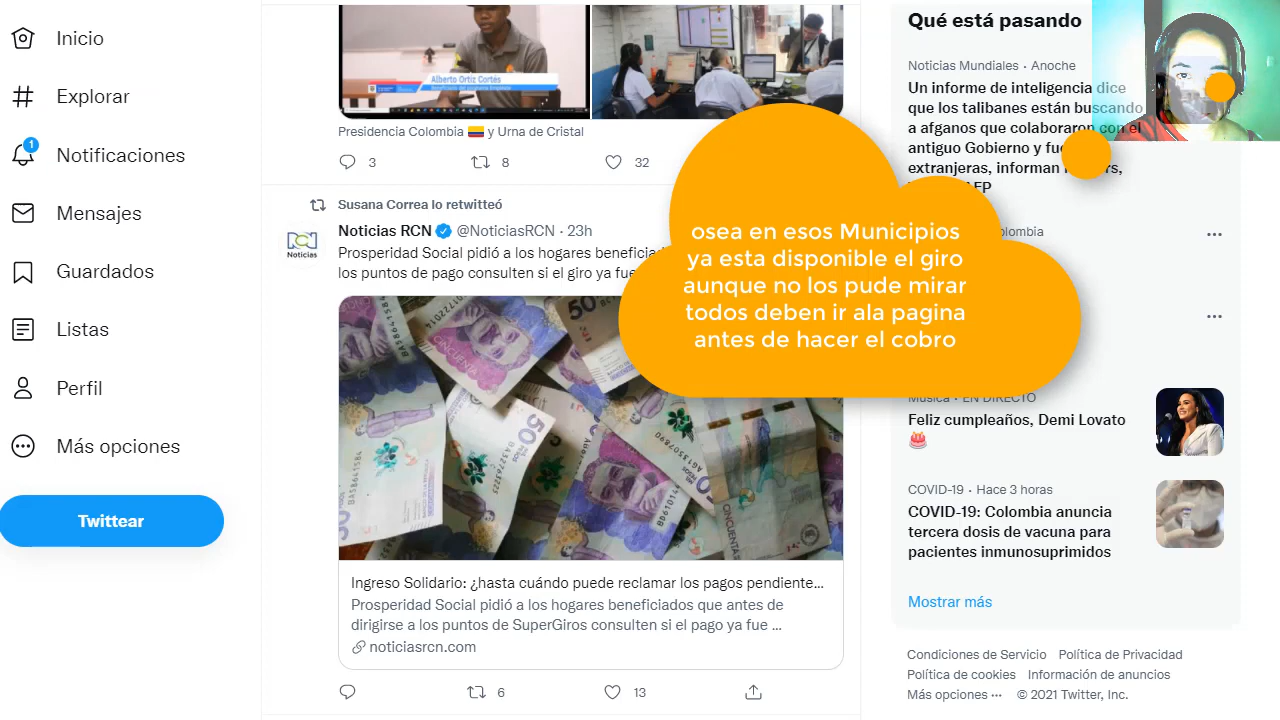 Inicio
Explorar
1
Notificaciones
Mensajes
Guardados
Listas
Perfil
Más opciones
Twittear
Alberto Ortiz Cortés
Presidencia Colombia y Urna de Cristal
3 8 32
Susana Correa lo retwitteó
Noticias RCN @NoticiasRCN · 23h
Prosperidad Social pidió a los hogares
los puntos de pago consulten si el giro ya
Noticias
osea en esos Municipios
ya esta disponible el giro
aunque no los pude mirar
todos deben ir ala pagina
antes de hacer el cobro
Ingreso Solidario: ¿hasta cuándo puede reclamar los pagos pendiente...
Prosperidad Social pidió a los hogares beneficiados que antes de
dirigirse a los puntos de SuperGiros consulten si el pago ya fue ...
noticiasrcn.com
6 13
Qué está pasando
Noticias Mundiales · Anoche
Un informe de inteligencia dice
que los talibanes están buscando
a afganos que colaboraron con el
antiguo Gobierno y
extranjeras, informan
Música · EN DIRECTO
Feliz cumpleaños, Demi Lovato
COVID-19 · Hace 3 horas
COVID-19: Colombia anuncia
tercera dosis de vacuna para
pacientes inmunosuprimidos
Mostrar más
Condiciones de Servicio Política de Privacidad
Política de cookies Información de anuncios
Más opciones ··· © 2021 Twitter, Inc.